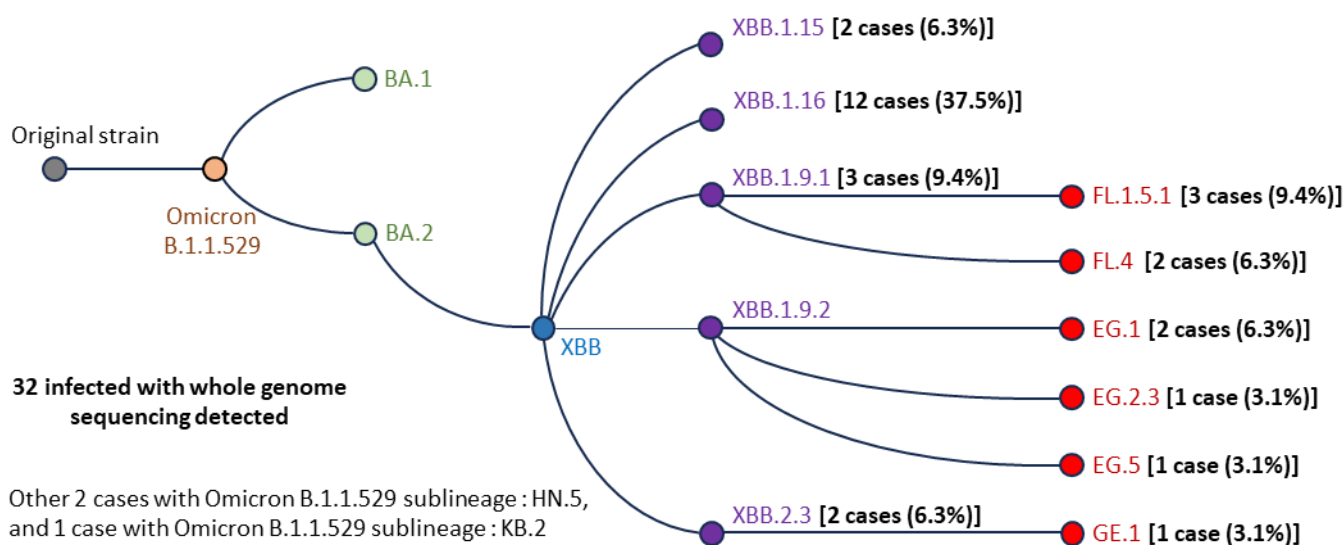 XBB.1.15 [2 cases (6.3%)]
BA.1
XBB.1.16 [12 cases (37.5%)]
Original strain
XBB.1.9.1 [3 cases (9.4%)]
FL.1.5.1 [3 cases (9.4%)]
Omicron
B.1.1.529
BA.2
FL.4 [2 cases (6.3%)]
XBB.1.9.2
EG.1 [2 cases (6.3%)]
XBB
32 infected with whole genome
sequencing detected
EG.2.3 [1 case (3.1%)]
EG.5 [1 case (3.1%)]
Other 2 cases with Omicron B.1.1.529 sublineage : HN.5,
and 1 case with Omicron B.1.1.529 sublineage : KB.2
XBB.2.3 [2 cases (6.3%)]
GE.1 [1 case (3.1%)]